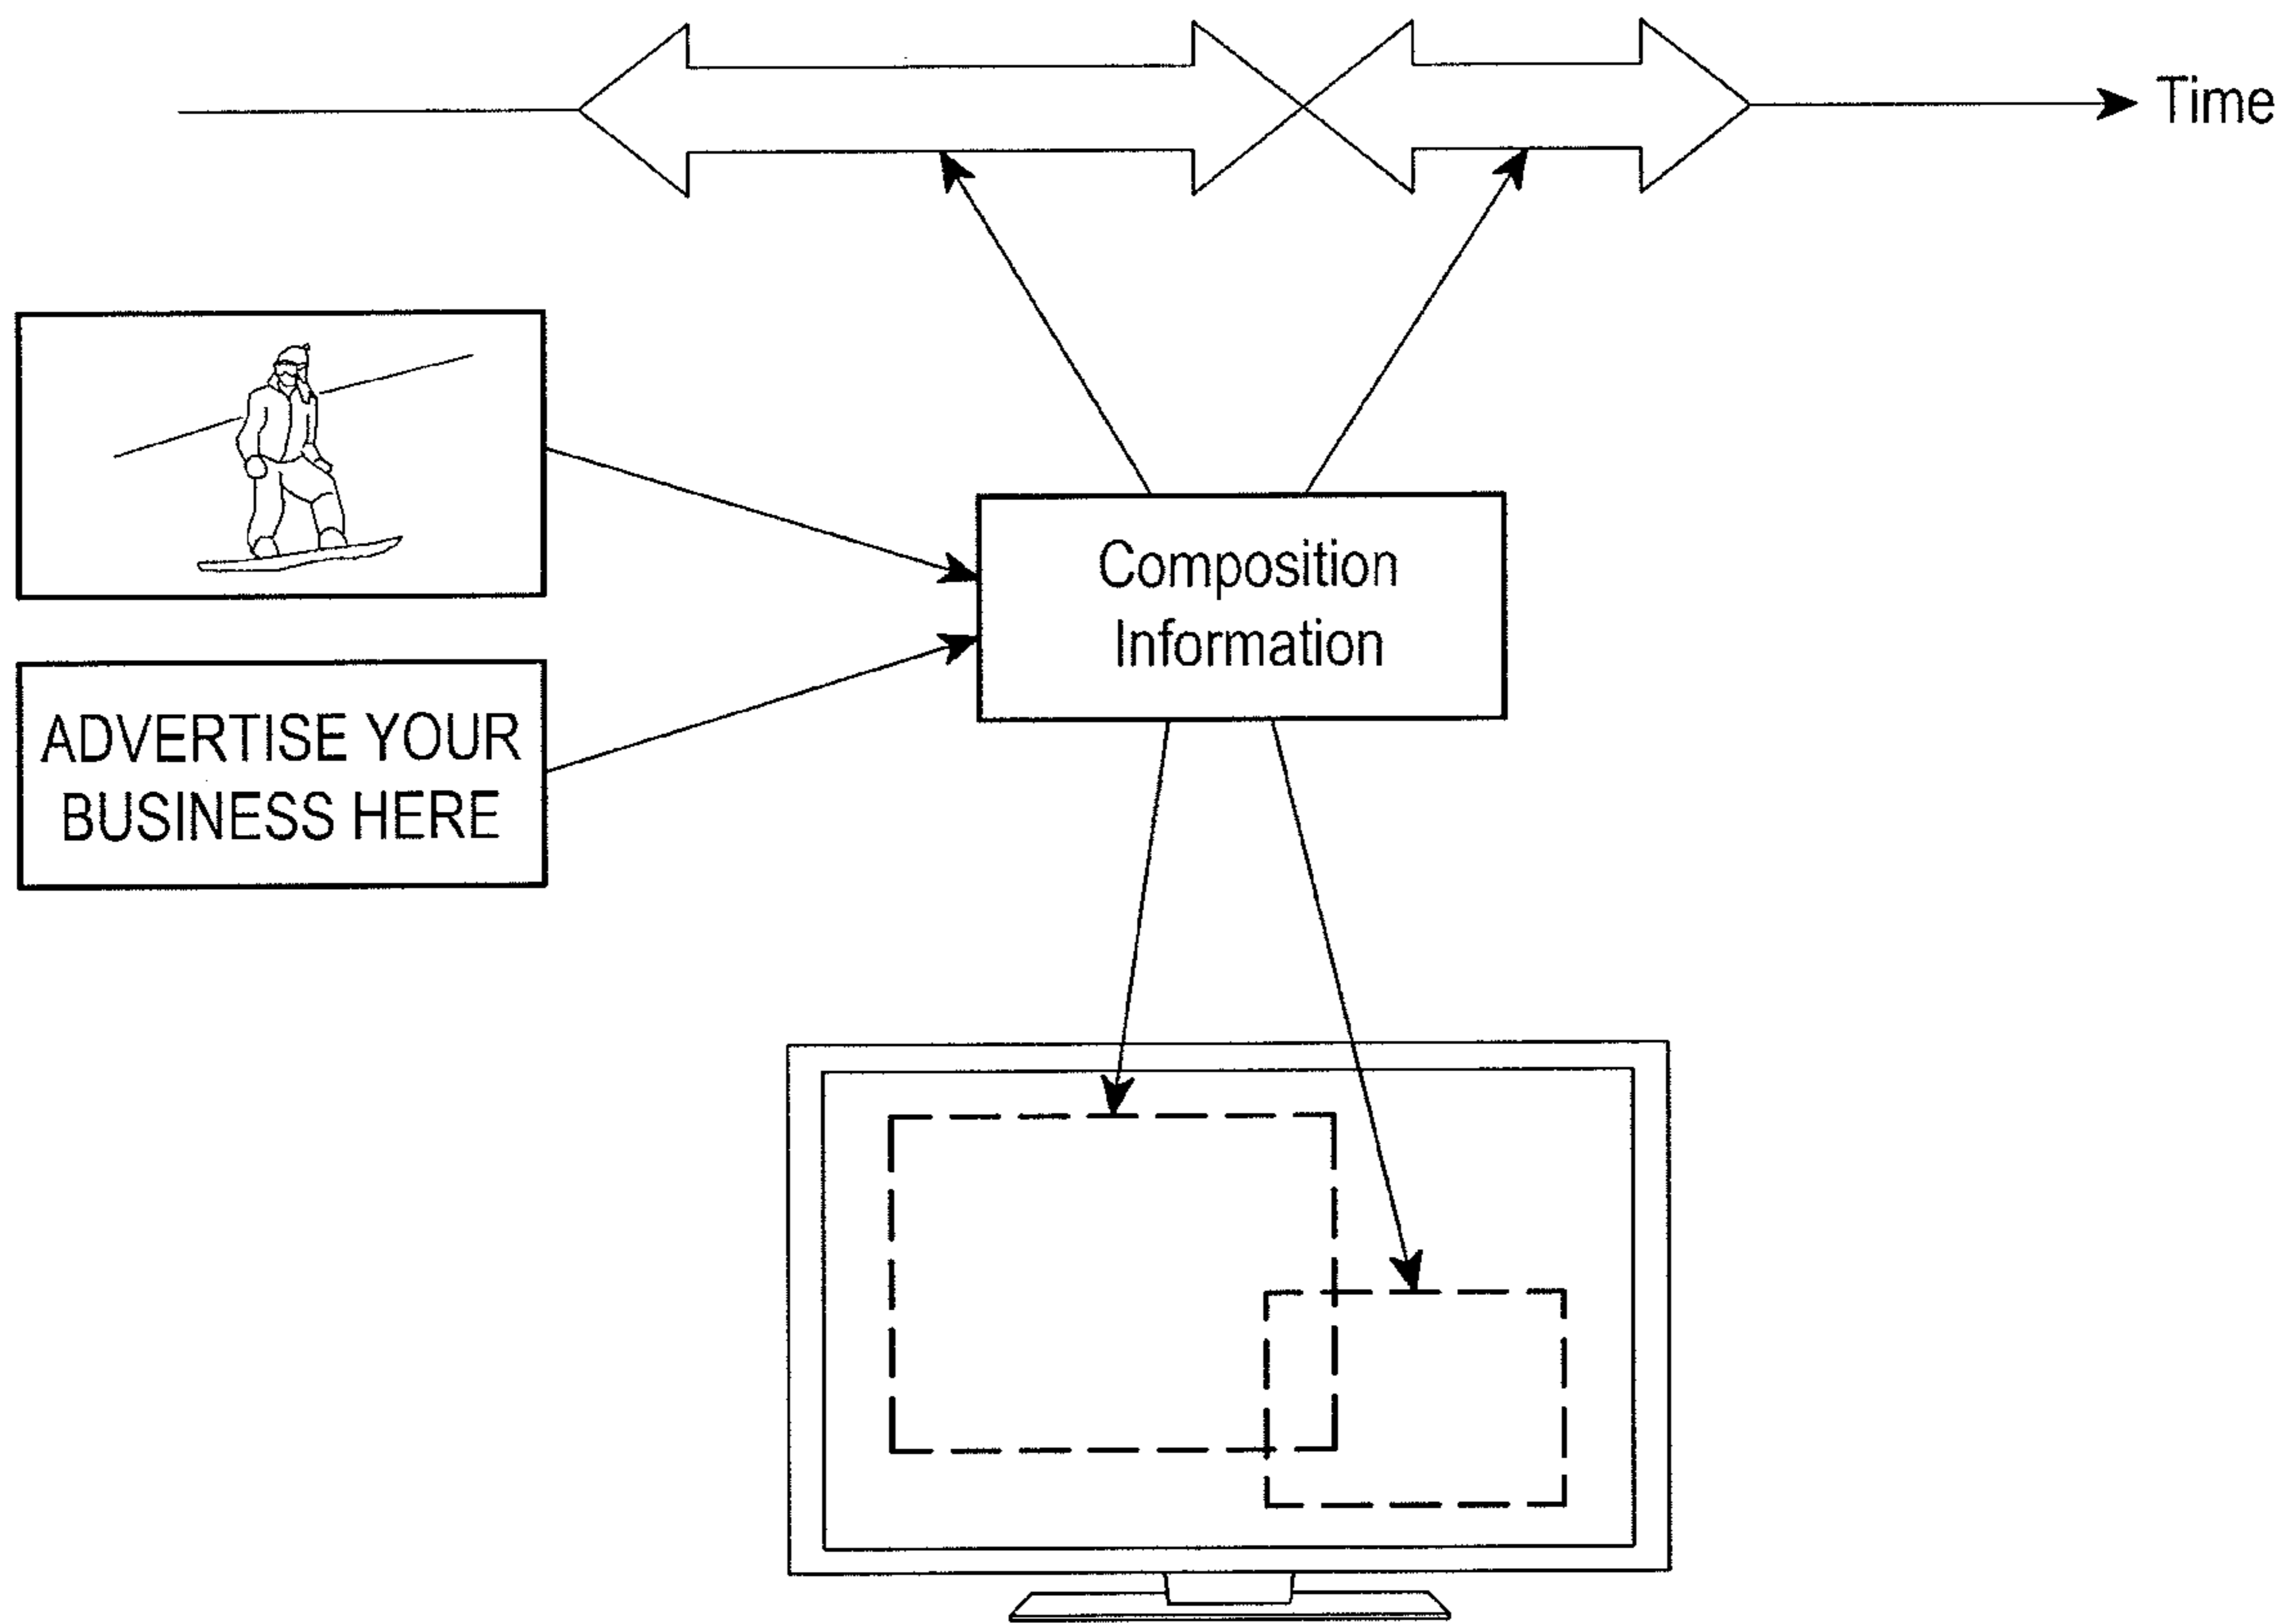 Time
Composition
Information
ADVERTISE YOUR
BUSINESS HERE